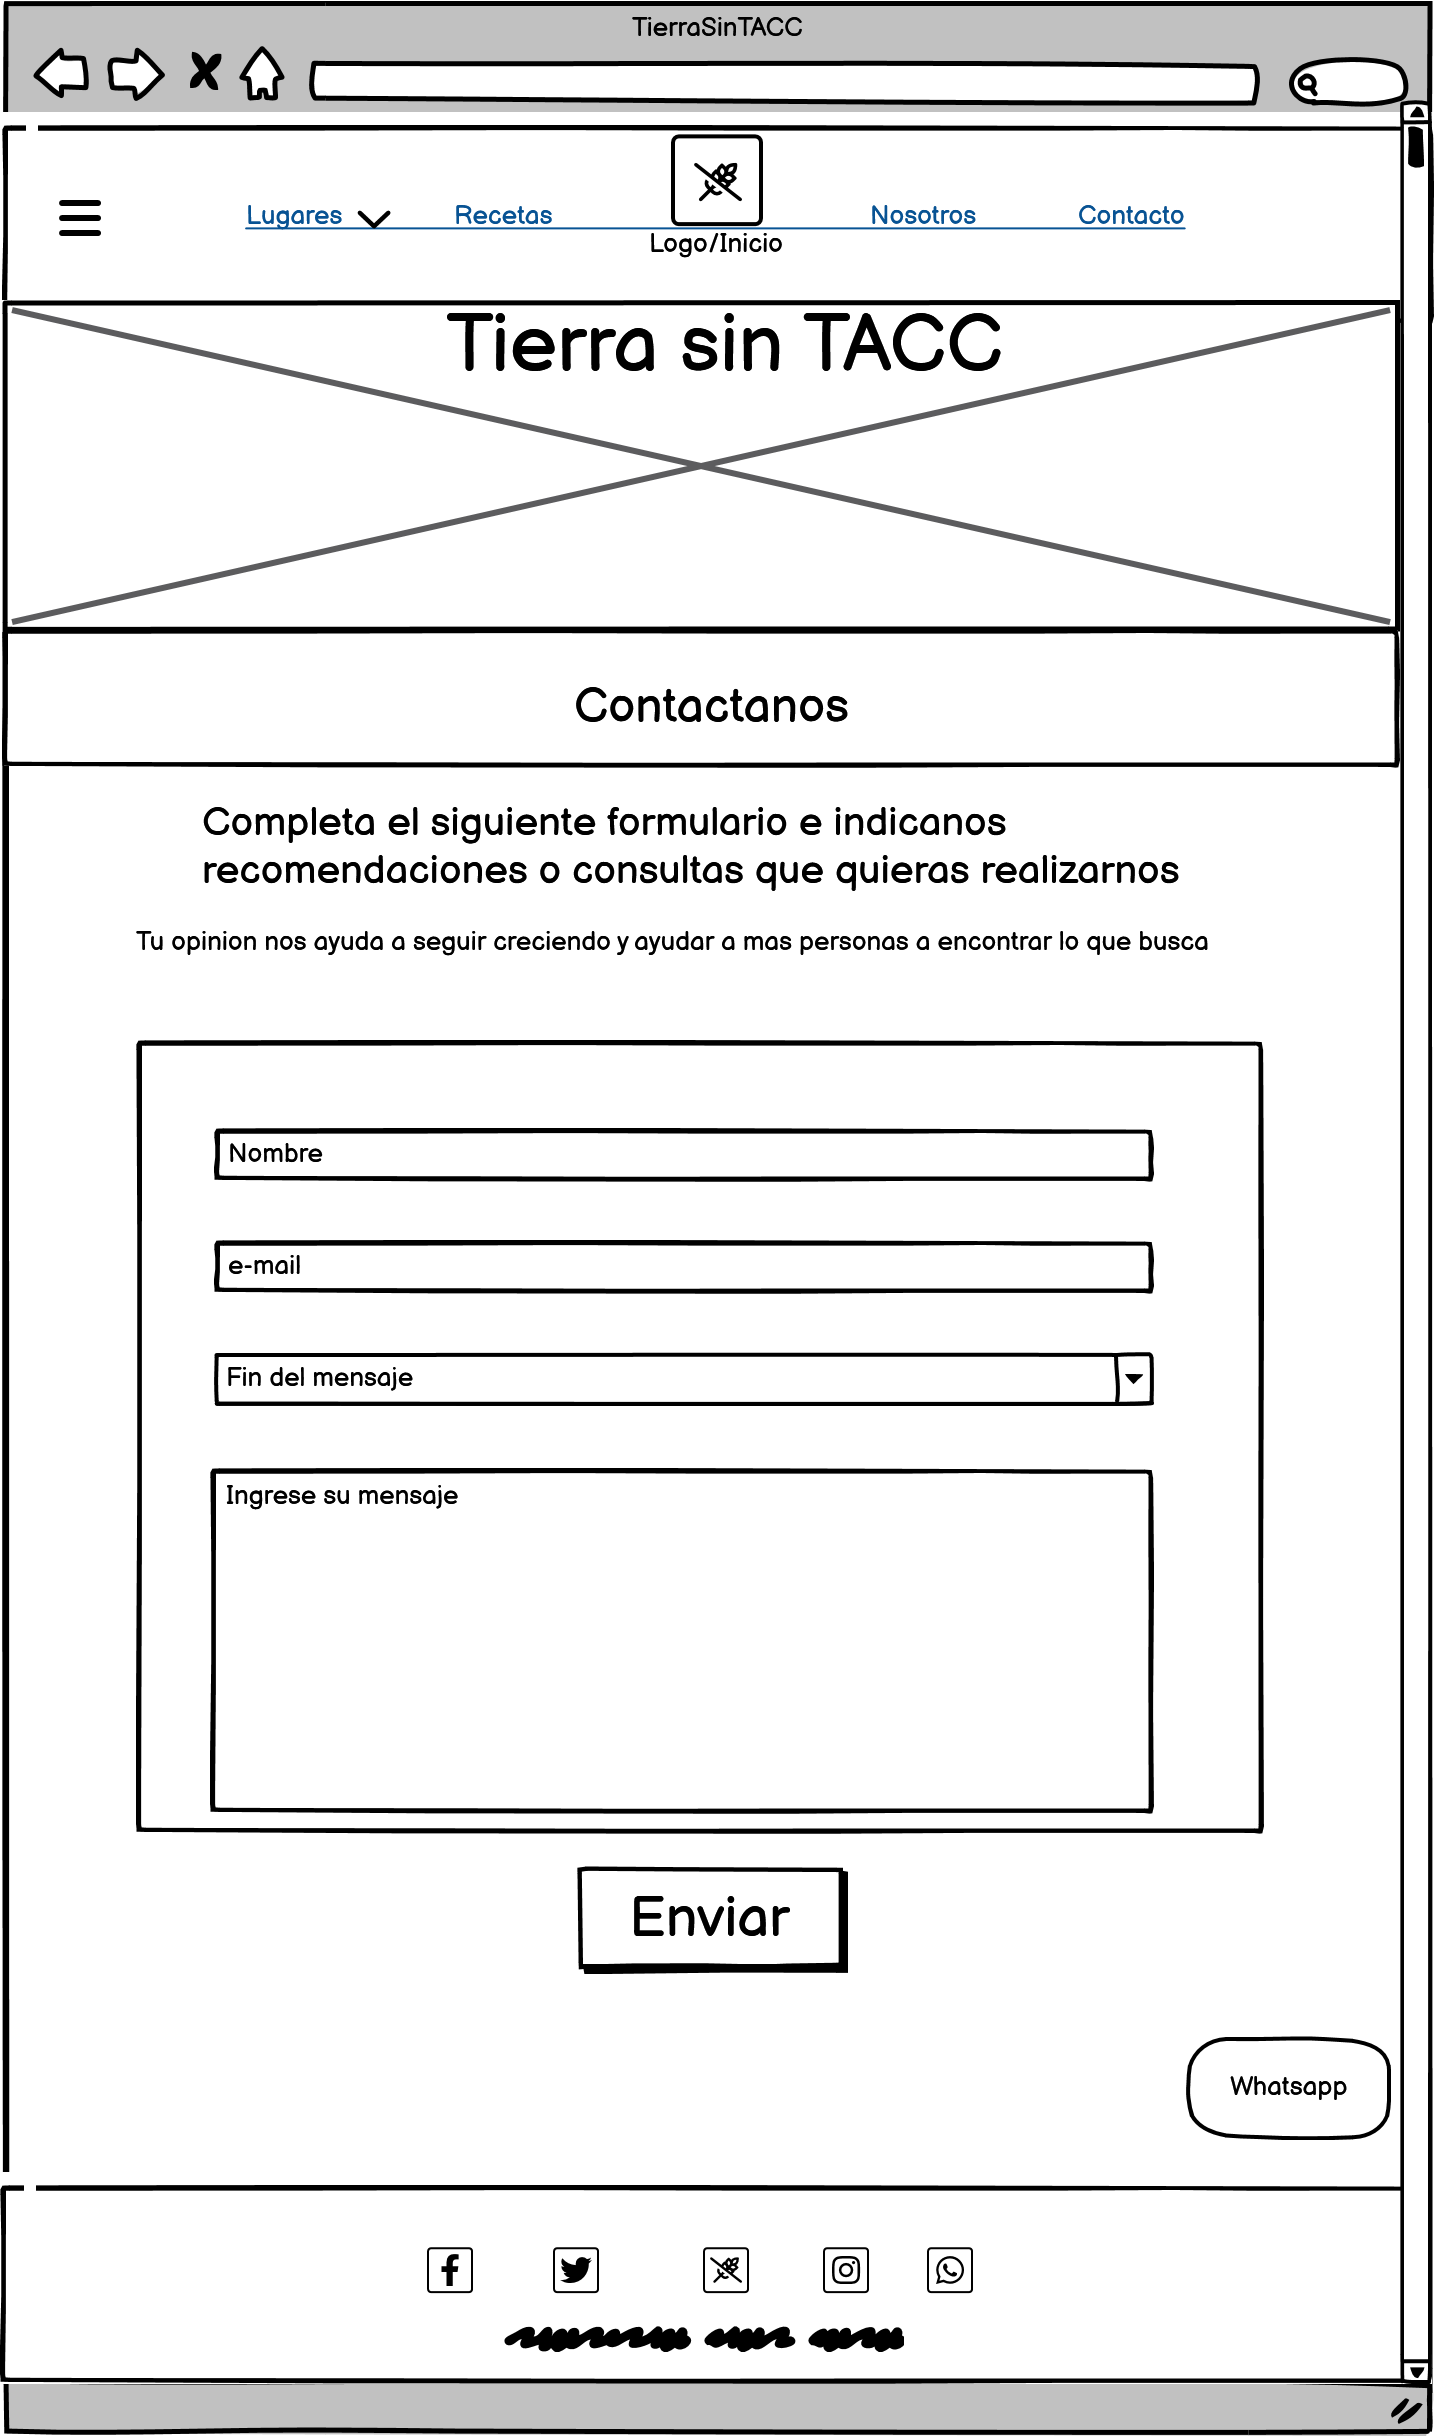 TierraSinTACC
Lugares Recetas Nosotros Contacto
Logo/Inicio
Tierra sin TACC
Contactanos
Completa el siguiente formulario e indicanos
recomendaciones o consultas que quieras realizarnos
Tu opinion nos ayuda a seguir creciendo y ayudar a mas personas a encontrar lo que busca
Nombre
e-mail
Fin del mensaje
Ingrese su mensaje
Enviar
Whatsapp